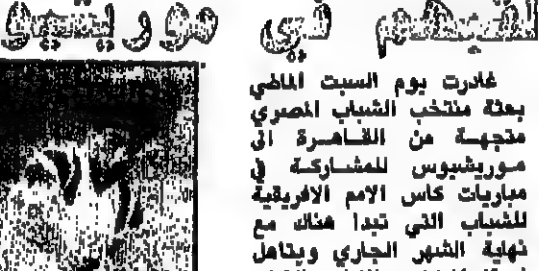 في
غادرت يوم السبت الماضي
بعثة منتخب الشباب المصري
متجهة من القاهرة الى
موريشيوس للمشاركة في
مباريات كاس الامم الافريقية
للشباب التي تبدا هناك مع
نهاية الشهر الجاري ويتاهل